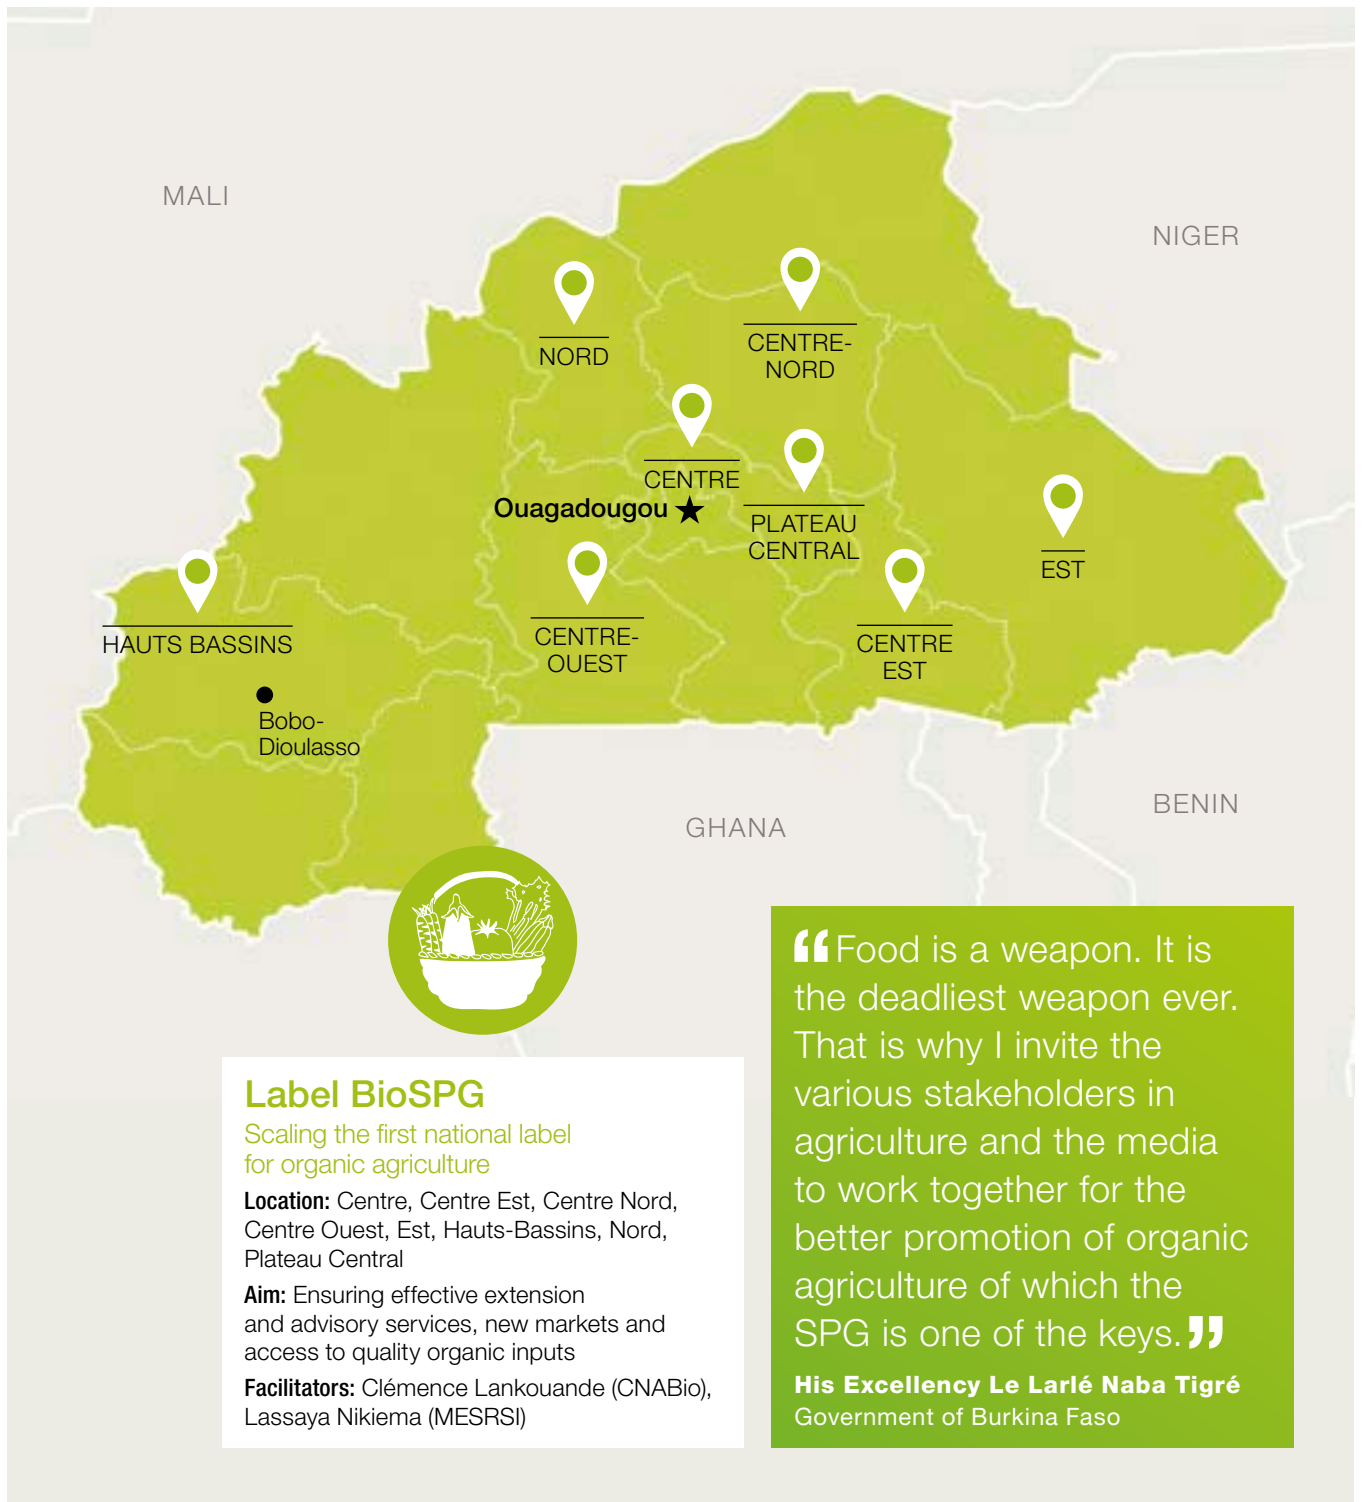 MALI
NIGER
NORD
CENTRE-
NORD
CENTRE
Ouagadougou
PLATEAU
CENTRAL
EST
HAUTS BASSINS
CENTRE-
OUEST
CENTRE
EST
Bobo-
Dioulasso
GHANA
BENIN
Label BioSPG
Scaling the first national label
for organic agriculture
Location: Centre, Centre Est, Centre Nord,
Centre Ouest, Est, Hauts-Bassins, Nord,
Plateau Central
Aim: Ensuring effective extension
and advisory services, new markets and
access to quality organic inputs
Facilitators: Clémence Lankouande (CNABio),
Lassaya Nikiema (MESRSI)
“Food is a weapon. It is
the deadliest weapon ever.
That is why I invite the
various stakeholders in
agriculture and the media
to work together for the
better promotion of organic
agriculture of which the
SPG is one of the keys.”
His Excellency Le Larlé Naba Tigré
Government of Burkina Faso